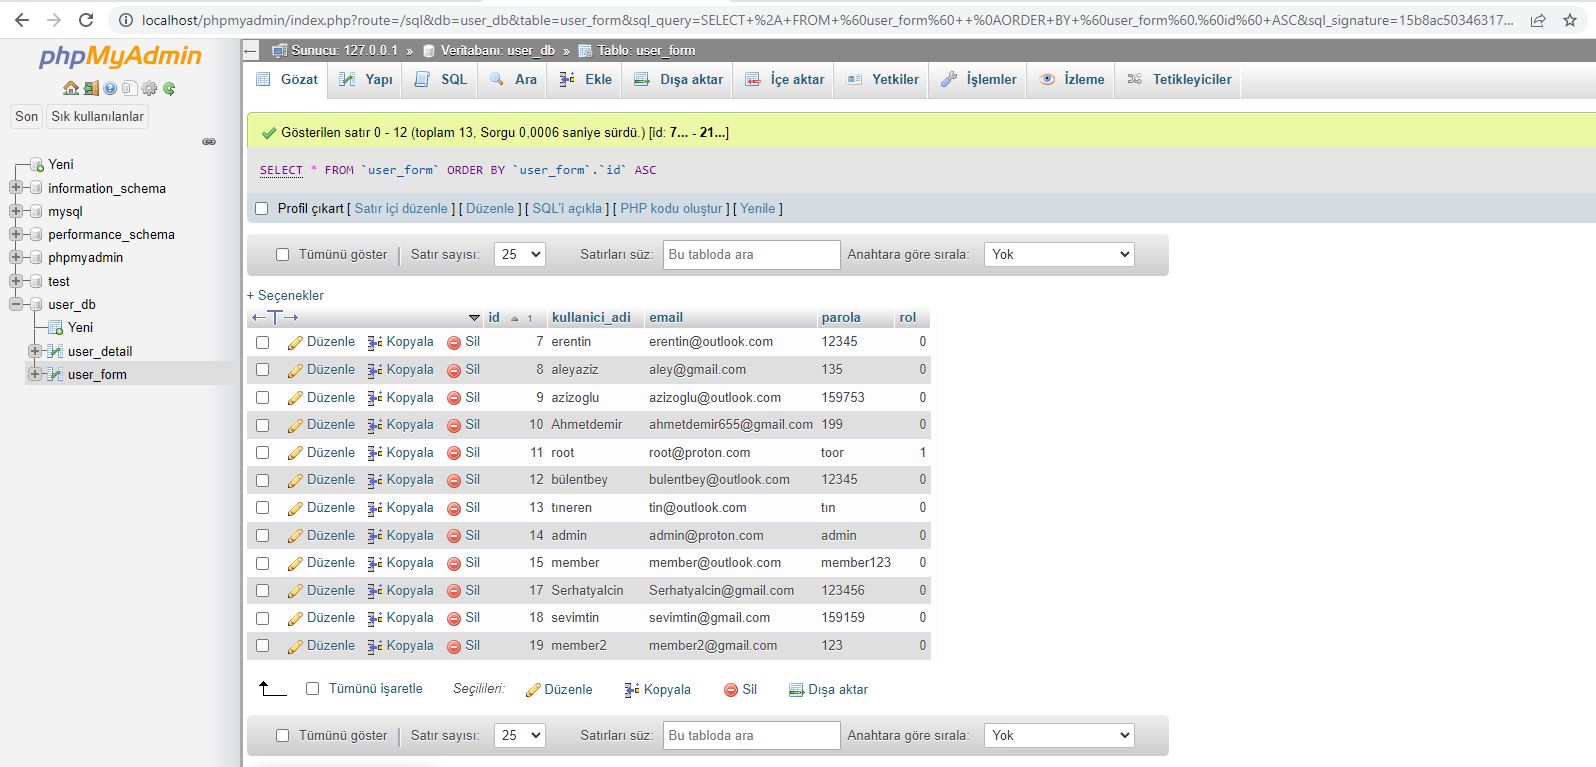 localhost/phpmyadmin/index.php?route=/sql&db=user_db&table=user_form&sql_query=SELECT+%2A+FROM+%60user_form%60++%0AORDER+BY+%60user_form%60.%60id%60+ASC&sql_signature=15b8ac50346317...
phpMyAdmin
Son Sık kullanılanlar
Yeni
information_schema
mysql
performance_schema
phpmyadmin
test
user_db
Yeni
user_detail
user_form
Sunucu: 127.0.0.1 » Veritabanı: user_db » Tablo: user_form
Gözat Yapı SQL Ara Ekle Dışa aktar İçe aktar Yetkiler İşlemler İzleme Tetikleyiciler
Gösterilen satır 0 - 12 (toplam 13, Sorgu 0,0006 saniye sürdü.) [id: 7... - 21...]
SELECT * FROM `user_form` ORDER BY `user_form`.`id` ASC
Profil çıkart [ Satır içi düzenle ] [ Düzenle ] [ SQL'i açıkla ] [ PHP kodu oluştur ] [ Yenile ]
Tümünü göster | Satır sayısı: 25 Satırları süz: Bu tabloda ara Anahtara göre sırala: Yok
+ Seçenekler
←T→ id 1 kullanici_adi email parola rol
Düzenle Kopyala Sil 7 erentin erentin@outlook.com 12345 0
Düzenle Kopyala Sil 8 aleyaziz aley@gmail.com 135 0
Düzenle Kopyala Sil 9 azizoglu azizoglu@outlook.com 159753 0
Düzenle Kopyala Sil 10 Ahmetdemir ahmetdemir655@gmail.com 199 0
Düzenle Kopyala Sil 11 root root@proton.com toor 1
Düzenle Kopyala Sil 12 bülentbey bulentbey@outlook.com 12345 0
Düzenle Kopyala Sil 13 tıneren tin@outlook.com tın 0
Düzenle Kopyala Sil 14 admin admin@proton.com admin 0
Düzenle Kopyala Sil 15 member member@outlook.com member123 0
Düzenle Kopyala Sil 17 Serhatyalcin Serhatyalcin@gmail.com 123456 0
Düzenle Kopyala Sil 18 sevimtin sevimtin@gmail.com 159159 0
Düzenle Kopyala Sil 19 member2 member2@gmail.com 123 0
Tümünü işaretle Seçilileri: Düzenle Kopyala Sil Dışa aktar
Tümünü göster | Satır sayısı: 25 Satırları süz: Bu tabloda ara Anahtara göre sırala: Yok